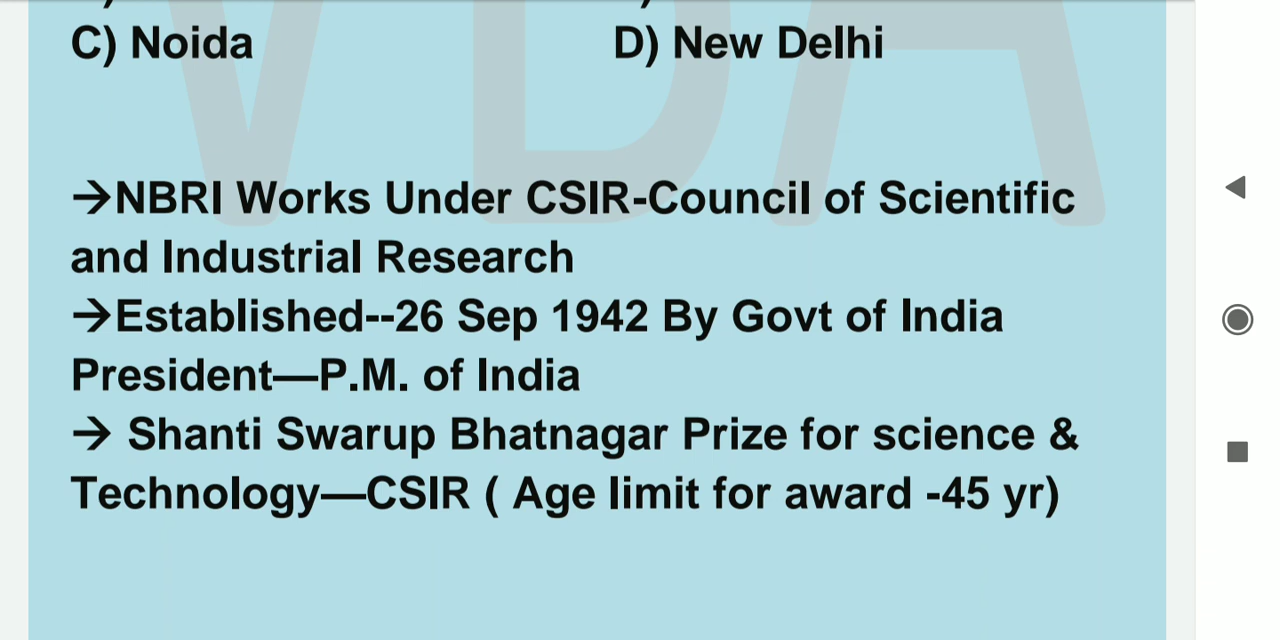 C) Noida D) New Delhi
→NBRI Works Under CSIR-Council of Scientific
and Industrial Research
→Established--26 Sep 1942 By Govt of India
President—P.M. of India
→ Shanti Swarup Bhatnagar Prize for science &
Technology—CSIR ( Age limit for award -45 yr)